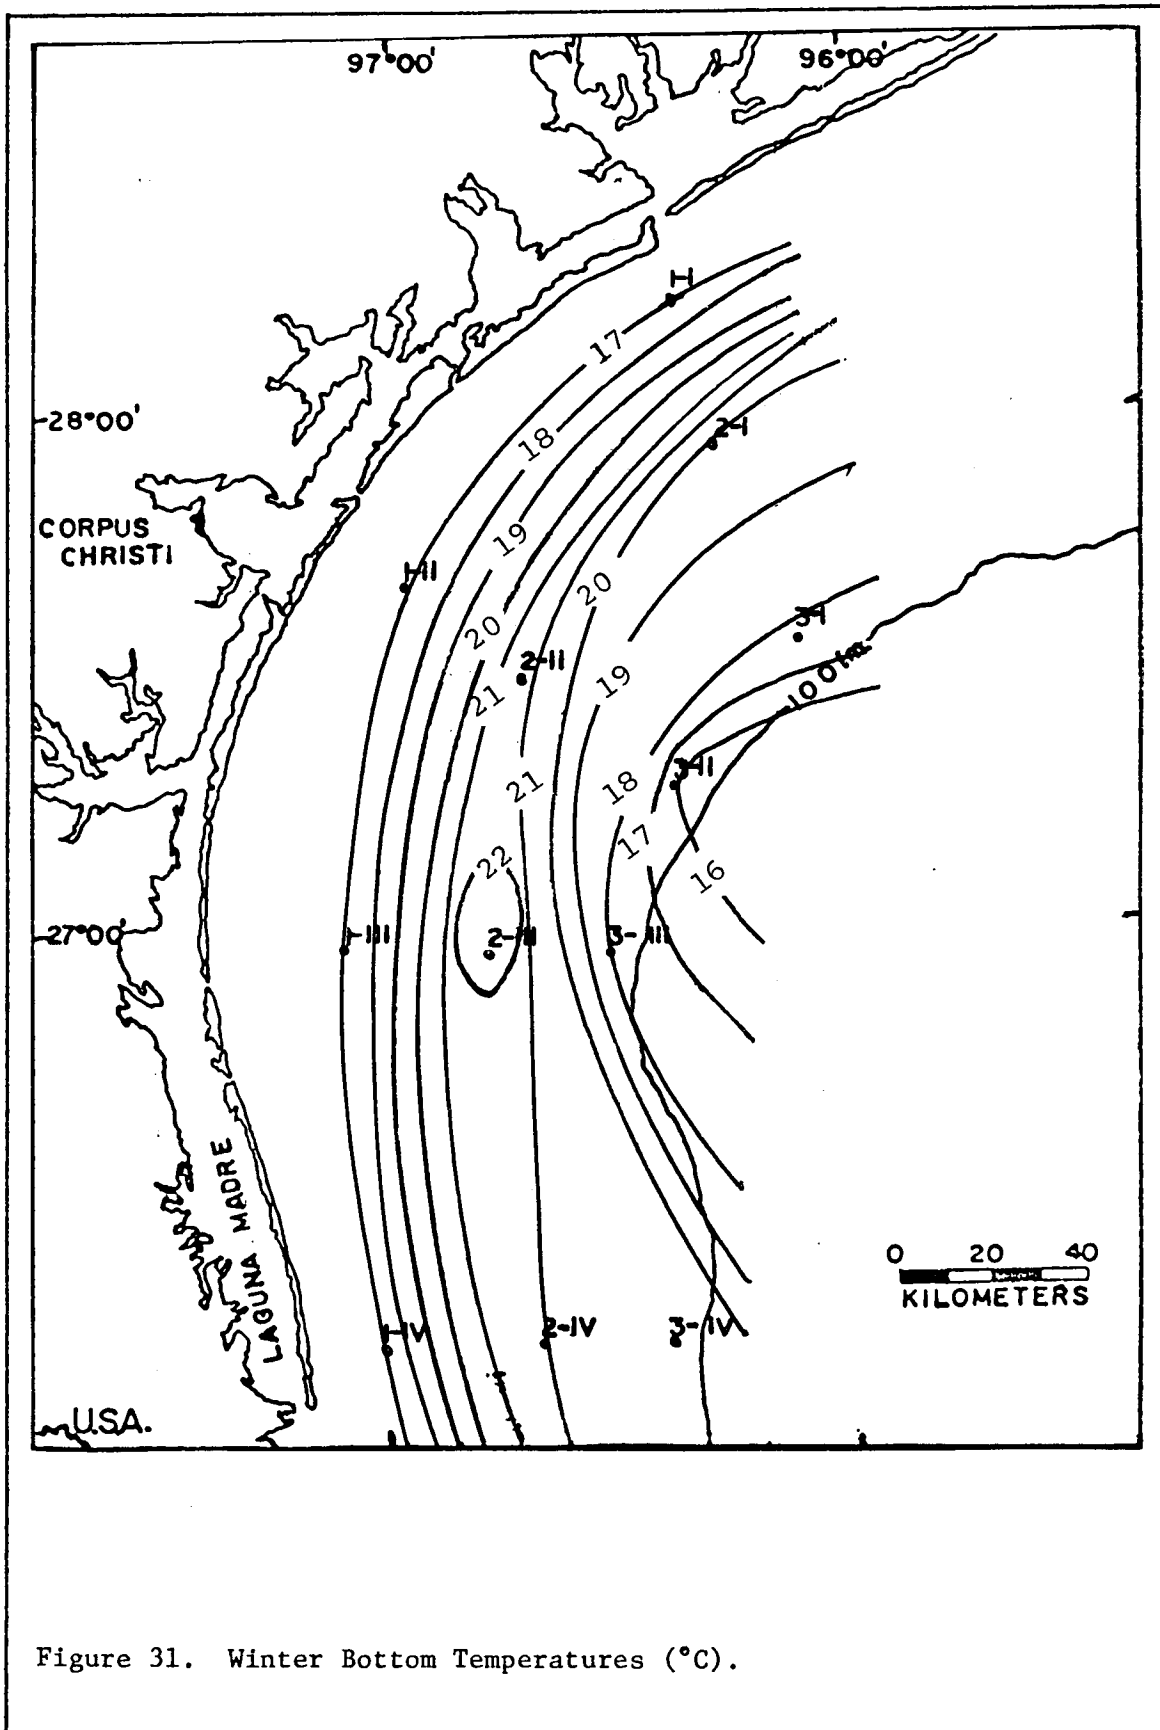 97°00'
96°00'
1-I
17
28°00'
2-I
18
CORPUS
CHRISTI
19
1-II
20
20
3-I
2-II
100 m
19
21
21
3-II
18
17
22
16
27°00'
1-III
2-III
3-III
LAGUNA MADRE
0 20 40
KILOMETERS
1-IV
2-IV
3-IV
U.S.A.
Figure 31. Winter Bottom Temperatures (°C).